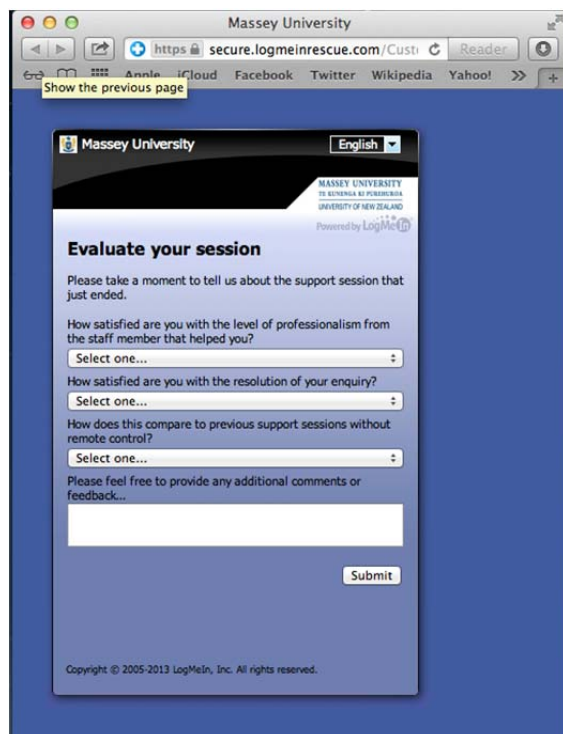 Massey University
https secure.logmeinrescue.com/Custo Reader
Apple iCloud Facebook Twitter Wikipedia Yahoo! >> +
Show the previous page
Massey University English
MASSEY UNIVERSITY
TE KUNENGA KI PŪREHUROA
UNIVERSITY OF NEW ZEALAND
Powered by LogMeIn
Evaluate your session
Please take a moment to tell us about the support session that
just ended.
How satisfied are you with the level of professionalism from
the staff member that helped you?
Select one...
How satisfied are you with the resolution of your enquiry?
Select one...
How does this compare to previous support sessions without
remote control?
Select one...
Please feel free to provide any additional comments or
feedback...
Submit
Copyright © 2005-2013 LogMeIn, Inc. All rights reserved.